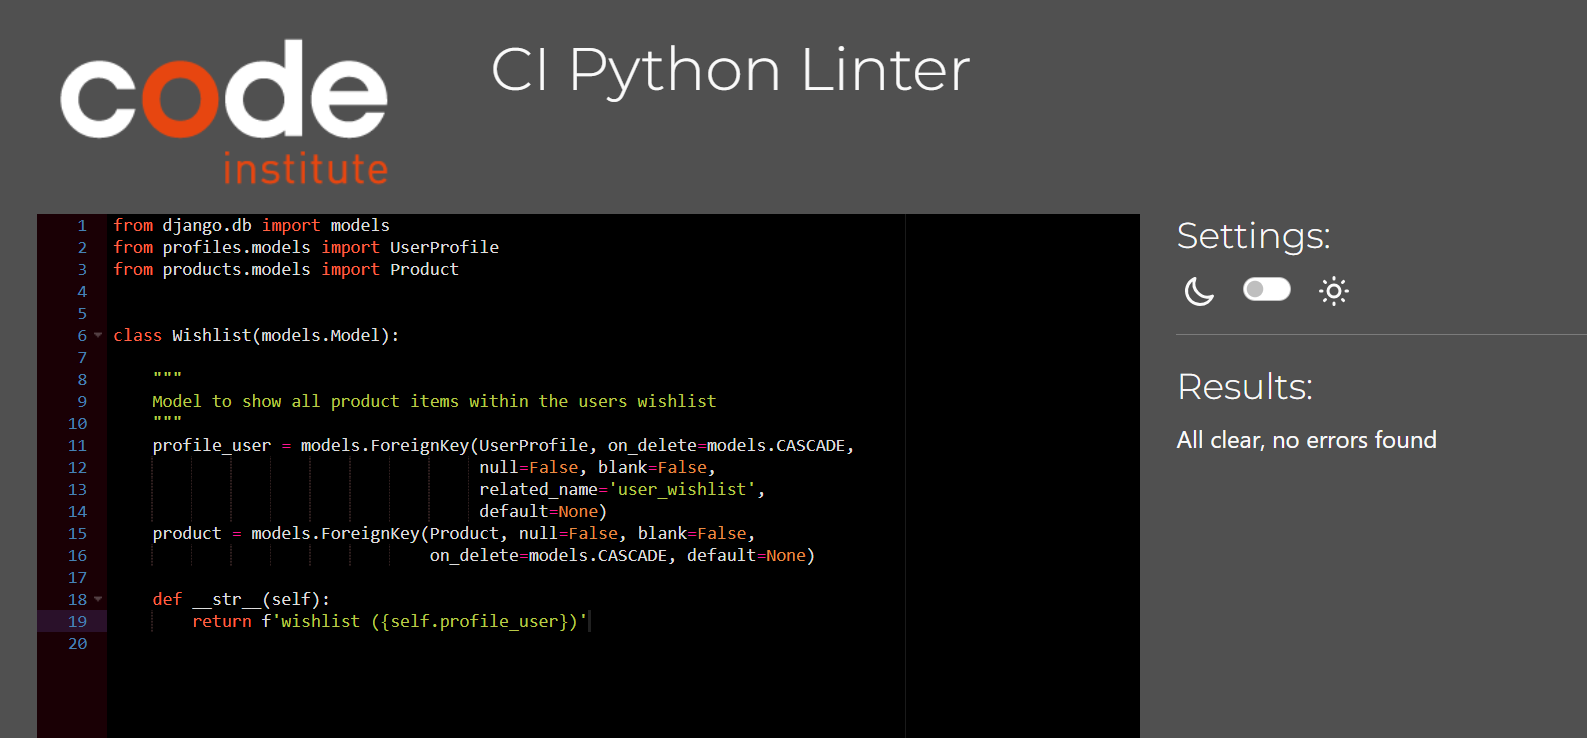 code
institute
CI Python Linter
1 from django.db import models
2 from profiles.models import UserProfile
3 from products.models import Product
4
5
6 class Wishlist(models.Model):
7
8     """
9     Model to show all product items within the users wishlist
10     """
11     profile_user = models.ForeignKey(UserProfile, on_delete=models.CASCADE,
12                                      null=False, blank=False,
13                                      related_name='user_wishlist',
14                                      default=None)
15     product = models.ForeignKey(Product, null=False, blank=False,
16                                 on_delete=models.CASCADE, default=None)
17
18     def __str__(self):
19         return f'wishlist ({self.profile_user})'
20
Settings:
Results:
All clear, no errors found